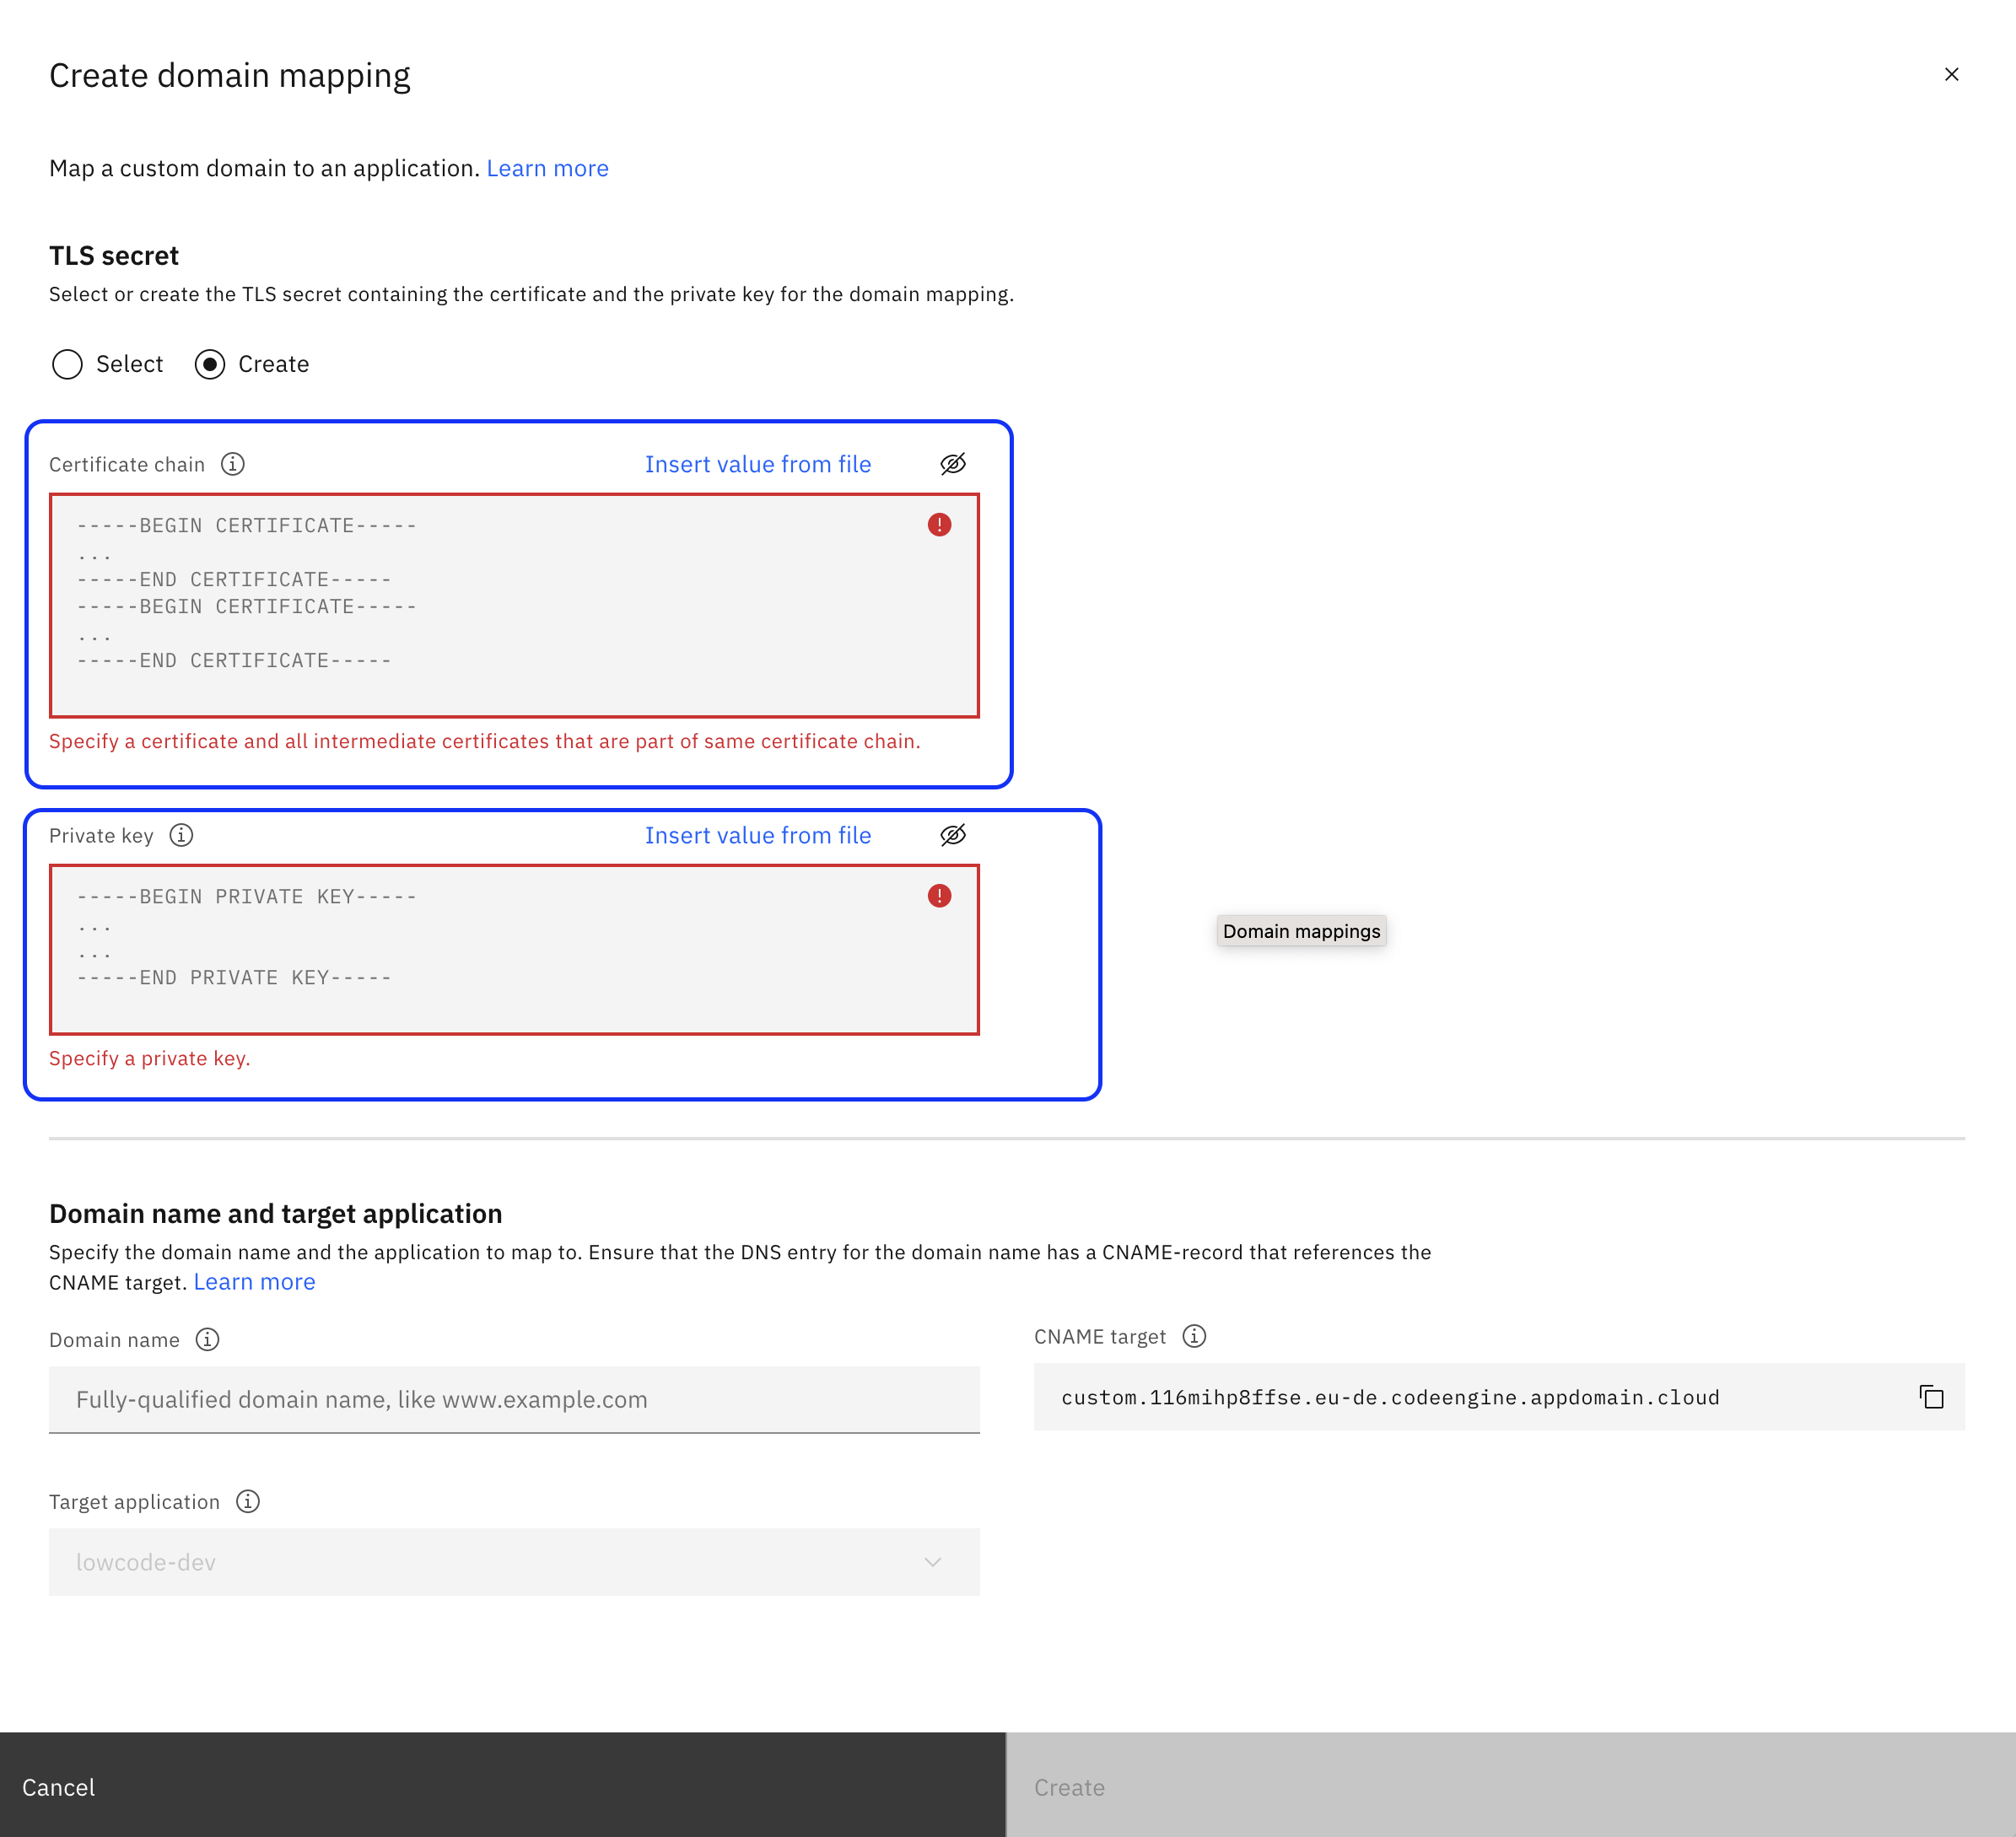 Create domain mapping
Map a custom domain to an application. Learn more
TLS secret
Select or create the TLS secret containing the certificate and the private key for the domain mapping.
Select
Create
Certificate chain
Insert value from file
-----BEGIN CERTIFICATE-----
...
-----END CERTIFICATE-----
-----BEGIN CERTIFICATE-----
...
-----END CERTIFICATE-----
Specify a certificate and all intermediate certificates that are part of same certificate chain.
Private key
Insert value from file
-----BEGIN PRIVATE KEY-----
...
...
-----END PRIVATE KEY-----
Specify a private key.
Domain mappings
Domain name and target application
Specify the domain name and the application to map to. Ensure that the DNS entry for the domain name has a CNAME-record that references the
CNAME target. Learn more
Domain name
Fully-qualified domain name, like www.example.com
CNAME target
custom.116mihp8ffse.eu-de.codeengine.appdomain.cloud
Target application
lowcode-dev
Cancel
Create